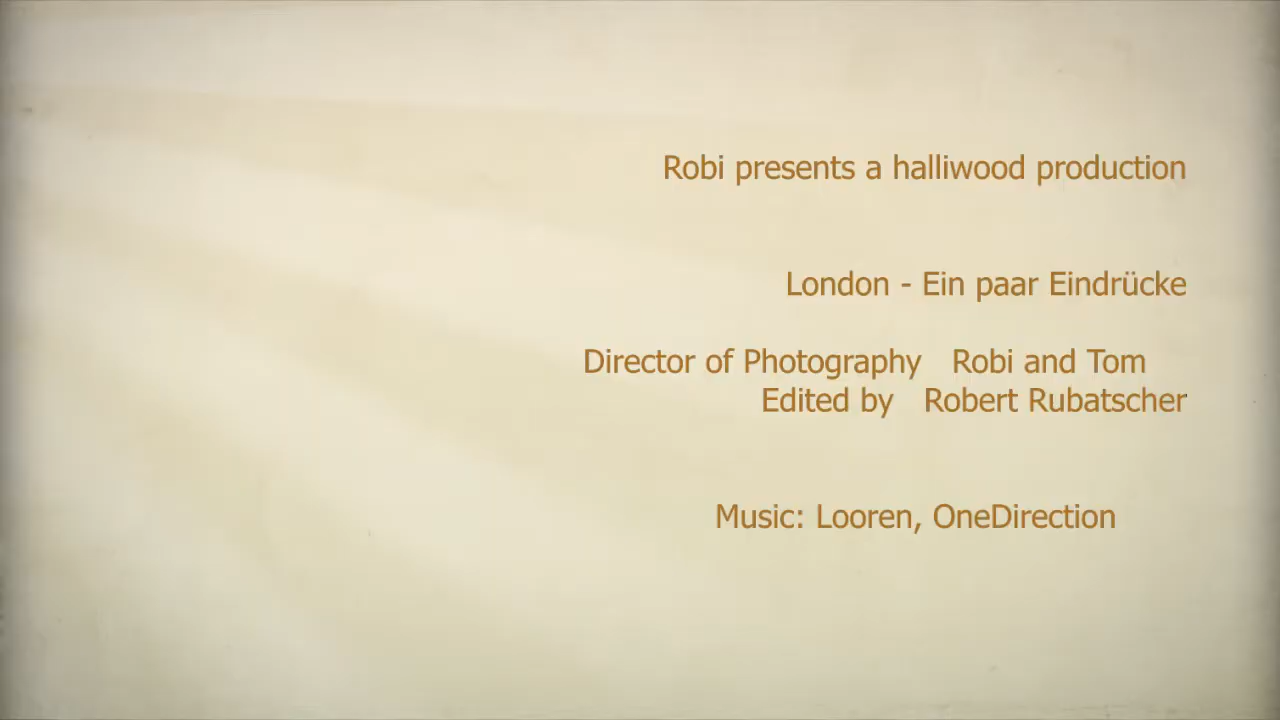 Robi presents a halliwood production
London - Ein paar Eindrücke
Director of Photography Robi and Tom
Edited by Robert Rubatscher
Music: Looren, OneDirection